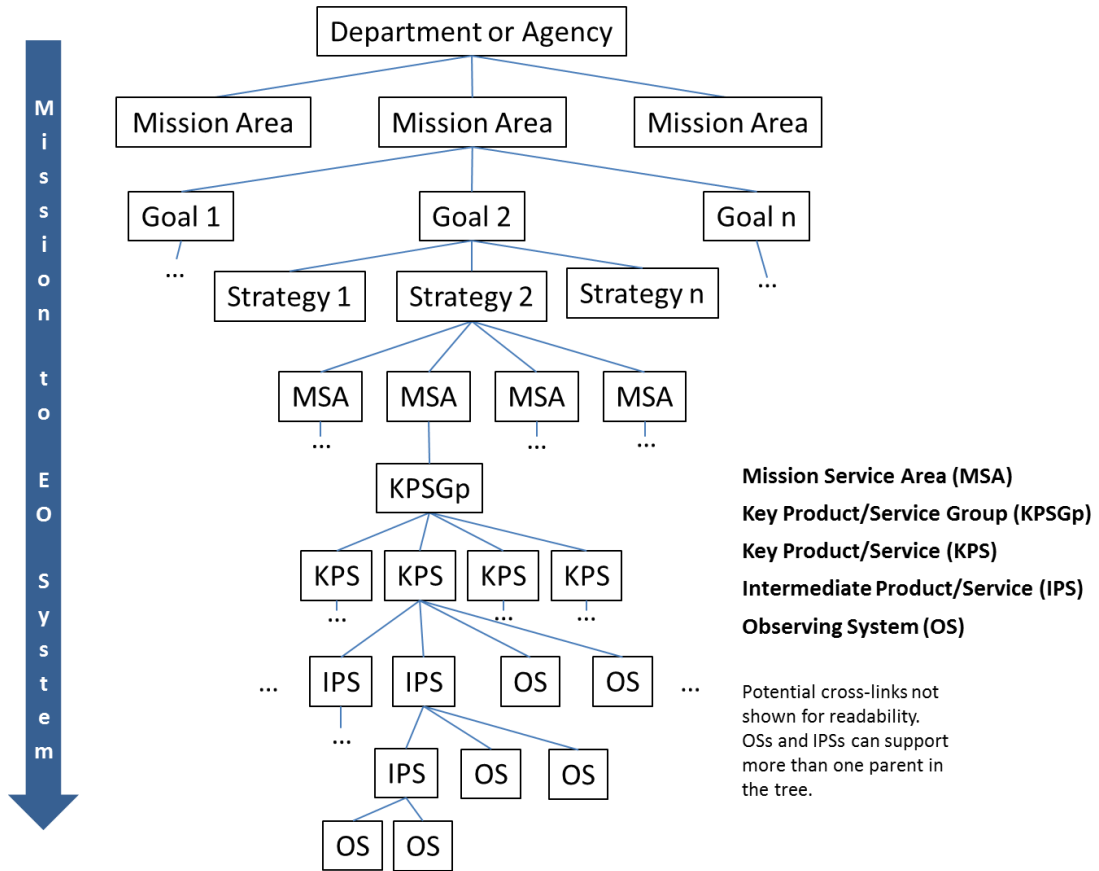 Department or Agency
Mission to EO System
Mission Area
Mission Area
Mission Area
Goal 1
Goal 2
Goal n
...
...
Strategy 1
Strategy 2
Strategy n
MSA
MSA
MSA
MSA
...
...
...
KPSGp
KPS
KPS
KPS
KPS
...
...
...
...
IPS
IPS
OS
OS
...
...
IPS
OS
OS
OS
OS
Mission Service Area (MSA)
Key Product/Service Group (KPSGp)
Key Product/Service (KPS)
Intermediate Product/Service (IPS)
Observing System (OS)
Potential cross-links not
shown for readability.
OSs and IPSs can support
more than one parent in
the tree.